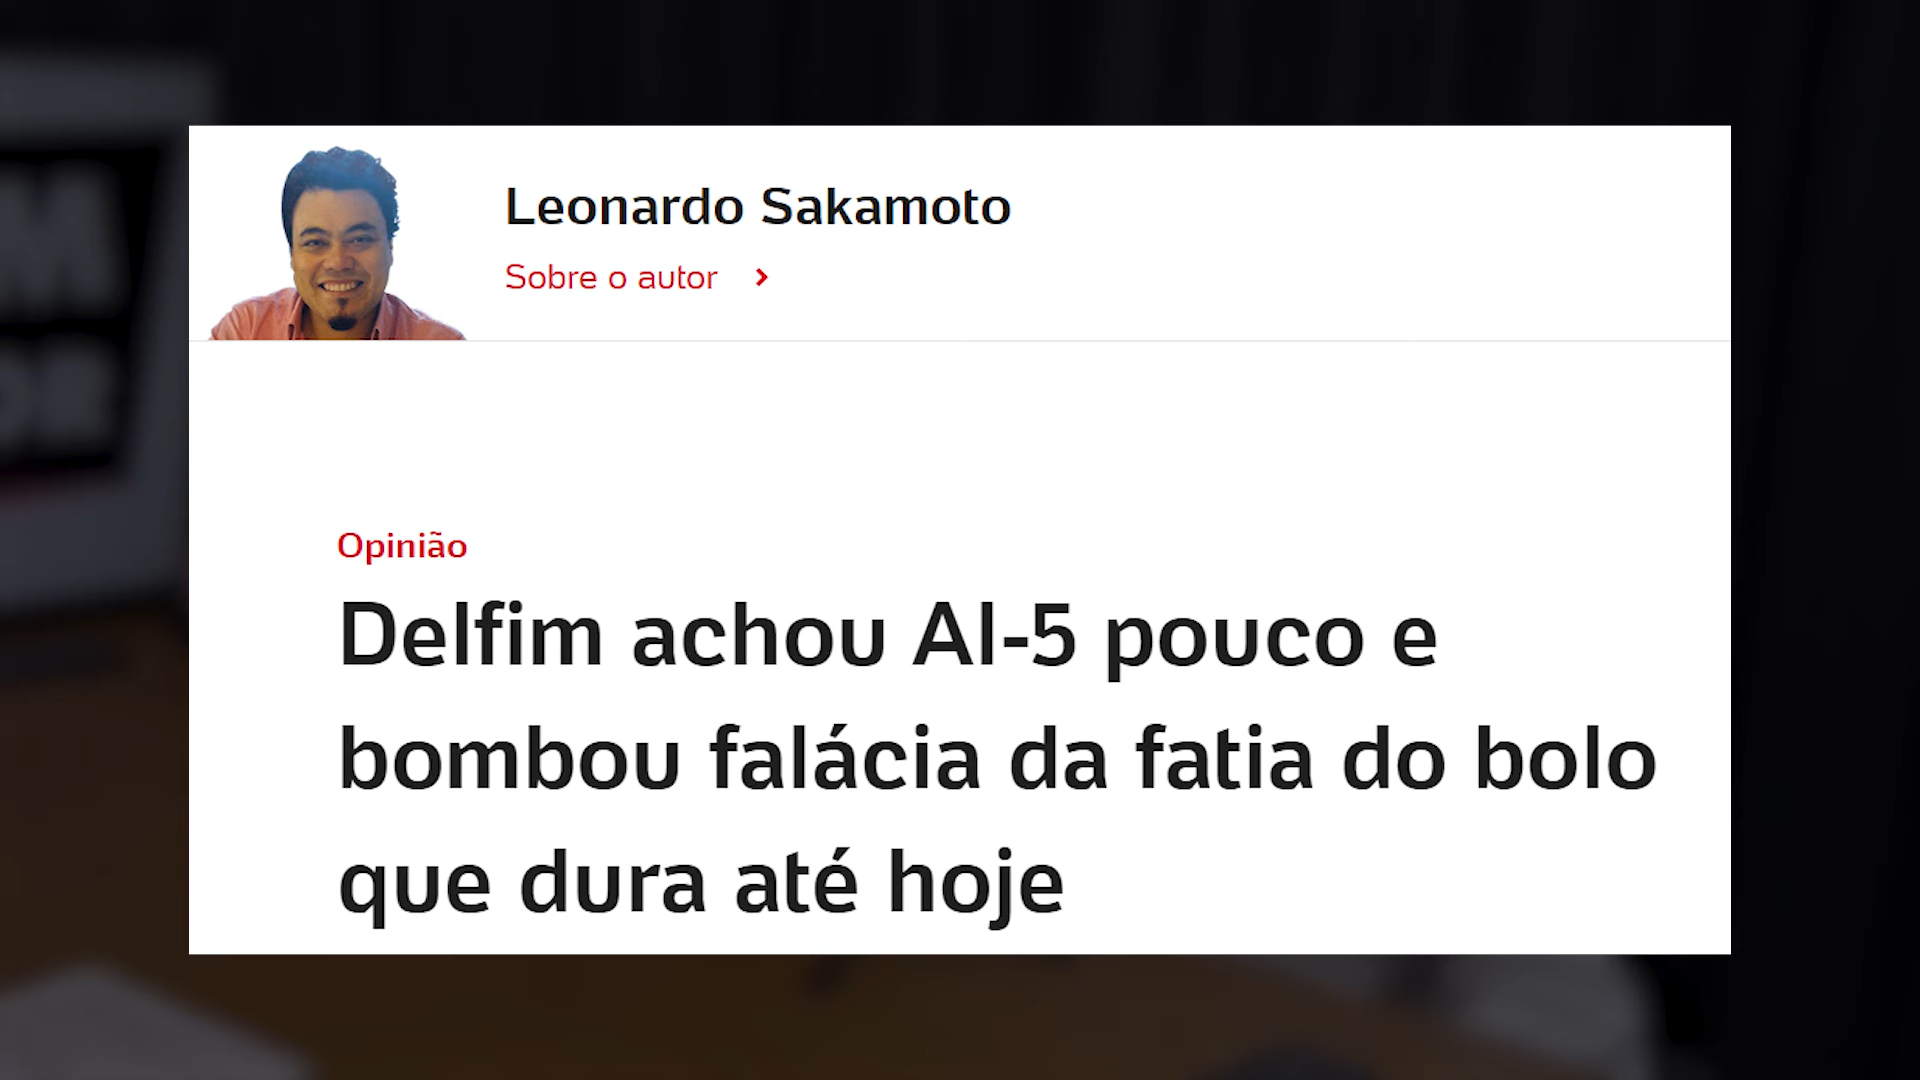 Leonardo Sakamoto
Sobre o autor
Opinião
Delfim achou AI-5 pouco e
bombou falácia da fatia do bolo
que dura até hoje